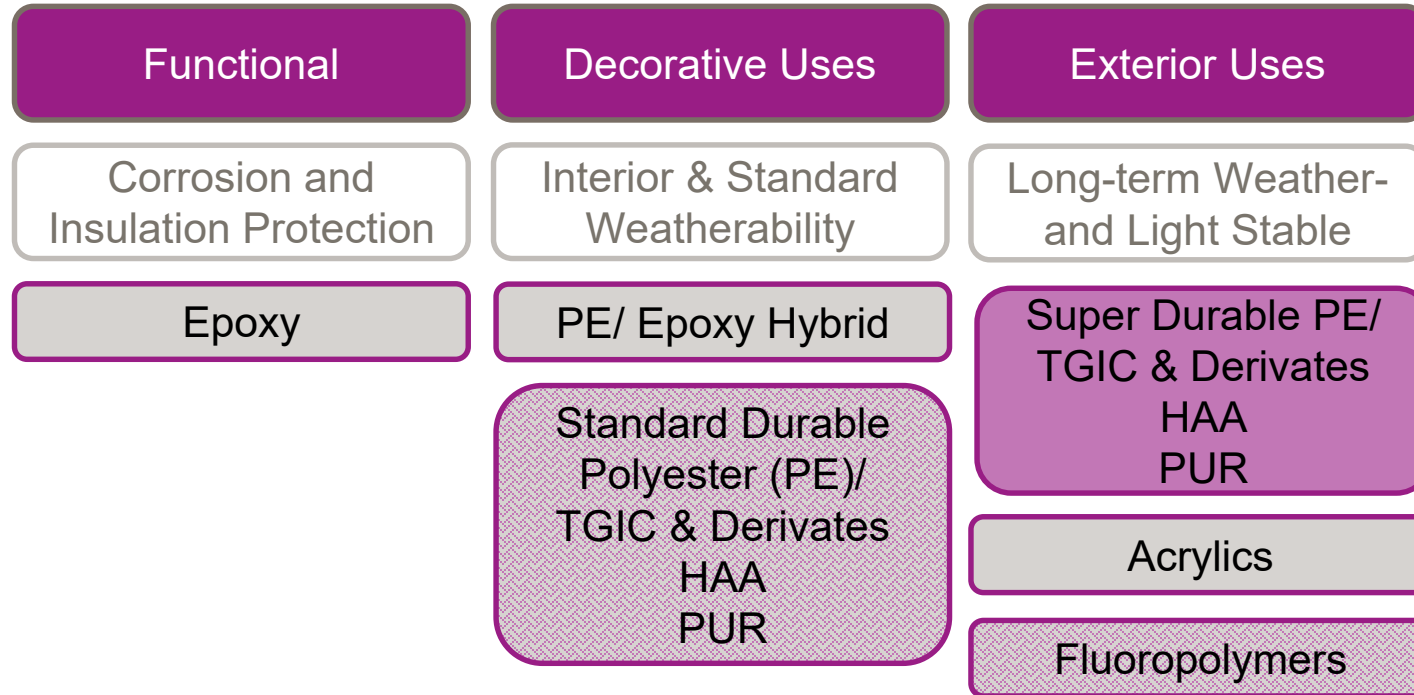 Functional
Corrosion and
Insulation Protection
Epoxy
Decorative Uses
Interior & Standard
Weatherability
PE/ Epoxy Hybrid
Standard Durable
Polyester (PE)/
TGIC & Derivates
HAA
PUR
Exterior Uses
Long-term Weather-
and Light Stable
Super Durable PE/
TGIC & Derivates
HAA
PUR
Acrylics
Fluoropolymers